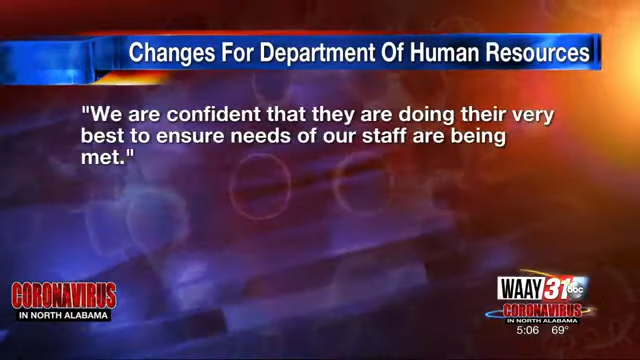 Changes For Department Of Human Resources
"We are confident that they are doing their very
best to ensure needs of our staff are being
met."
CORONAVIRUS
IN NORTH ALABAMA
WAAY 31 abc
CORONAVIRUS
IN NORTH ALABAMA
5:06 69°